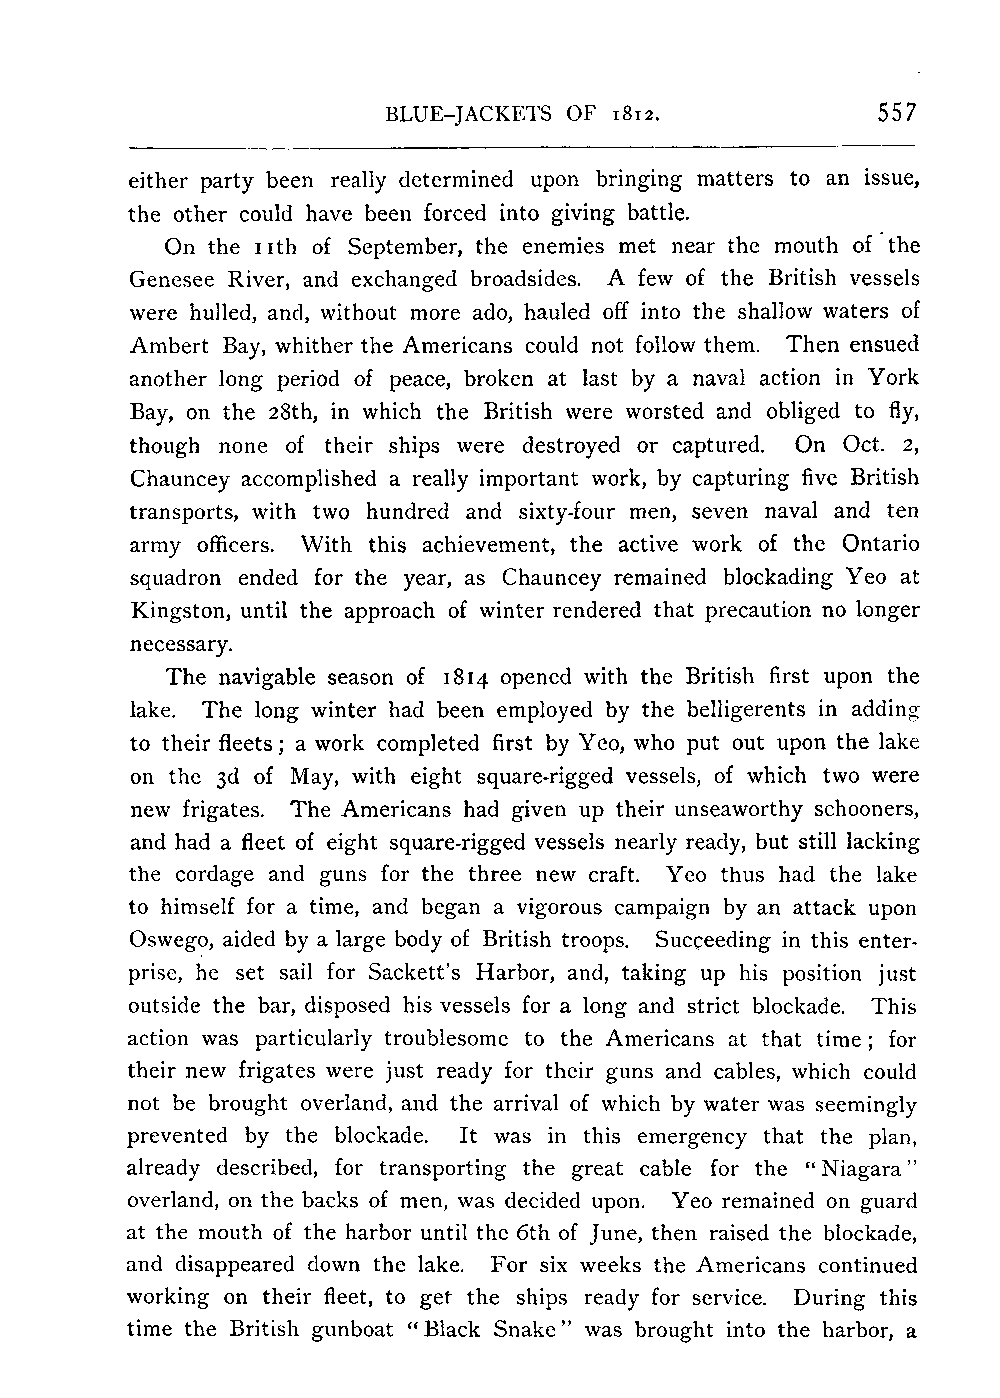 BLUE-JACKETS OF 1812. 557
either party been really determined upon bringing matters to an issue,
the other could have been forced into giving battle.
On the 11th of September, the enemies met near the mouth of the
Genesee River, and exchanged broadsides. A few of the British vessels
were hulled, and, without more ado, hauled off into the shallow waters of
Ambert Bay, whither the Americans could not follow them. Then ensued
another long period of peace, broken at last by a naval action in York
Bay, on the 28th, in which the British were worsted and obliged to fly,
though none of their ships were destroyed or captured. On Oct. 2,
Chauncey accomplished a really important work, by capturing five British
transports, with two hundred and sixty-four men, seven naval and ten
army officers. With this achievement, the active work of the Ontario
squadron ended for the year, as Chauncey remained blockading Yeo at
Kingston, until the approach of winter rendered that precaution no longer
necessary.
The navigable season of 1814 opened with the British first upon the
lake. The long winter had been employed by the belligerents in adding
to their fleets; a work completed first by Yeo, who put out upon the lake
on the 3d of May, with eight square-rigged vessels, of which two were
new frigates. The Americans had given up their unseaworthy schooners,
and had a fleet of eight square-rigged vessels nearly ready, but still lacking
the cordage and guns for the three new craft. Yeo thus had the lake
to himself for a time, and began a vigorous campaign by an attack upon
Oswego, aided by a large body of British troops. Succeeding in this enter-
prise, he set sail for Sackett's Harbor, and, taking up his position just
outside the bar, disposed his vessels for a long and strict blockade. This
action was particularly troublesome to the Americans at that time; for
their new frigates were just ready for their guns and cables, which could
not be brought overland, and the arrival of which by water was seemingly
prevented by the blockade. It was in this emergency that the plan,
already described, for transporting the great cable for the "Niagara"
overland, on the backs of men, was decided upon. Yeo remained on guard
at the mouth of the harbor until the 6th of June, then raised the blockade,
and disappeared down the lake. For six weeks the Americans continued
working on their fleet, to get the ships ready for service. During this
time the British gunboat "Black Snake" was brought into the harbor, a